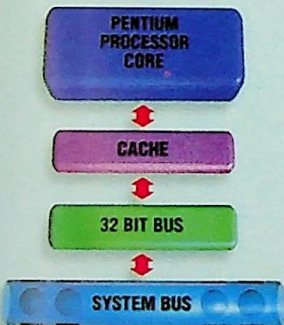 PENTIUM
PROCESSOR
CORE
CACHE
32 BIT BUS
SYSTEM BUS